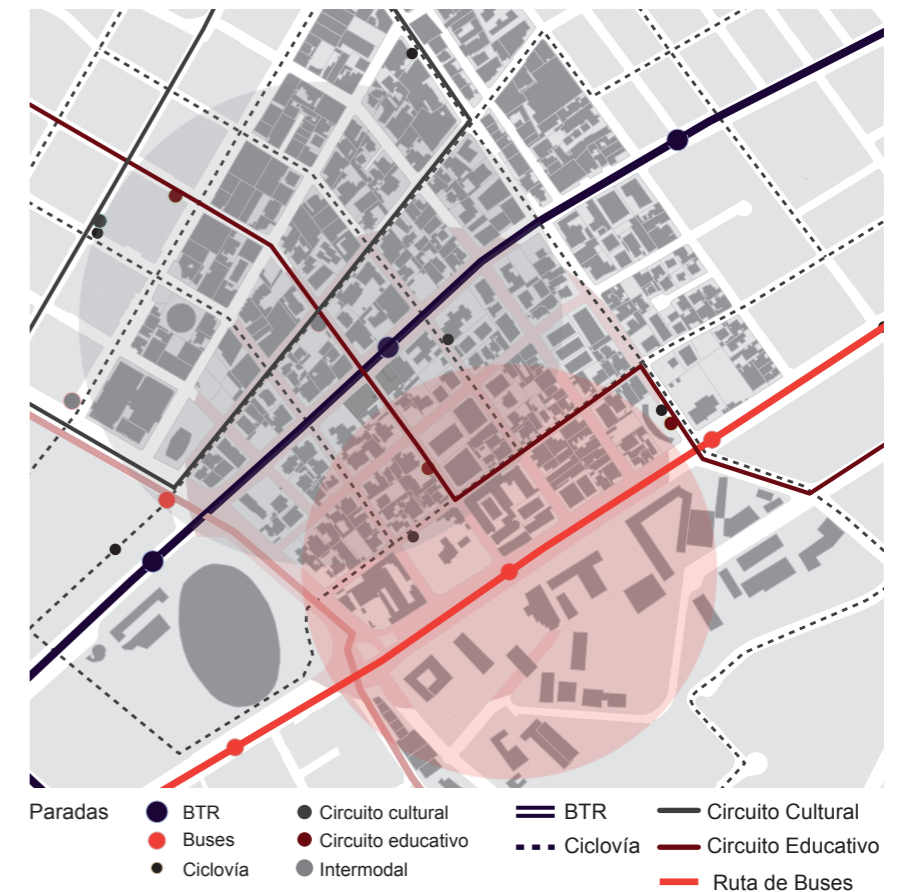 Paradas
BTR
Buses
Ciclovía
Circuito cultural
Circuito educativo
Intermodal
BTR
Ciclovía
Circuito Cultural
Circuito Educativo
Ruta de Buses